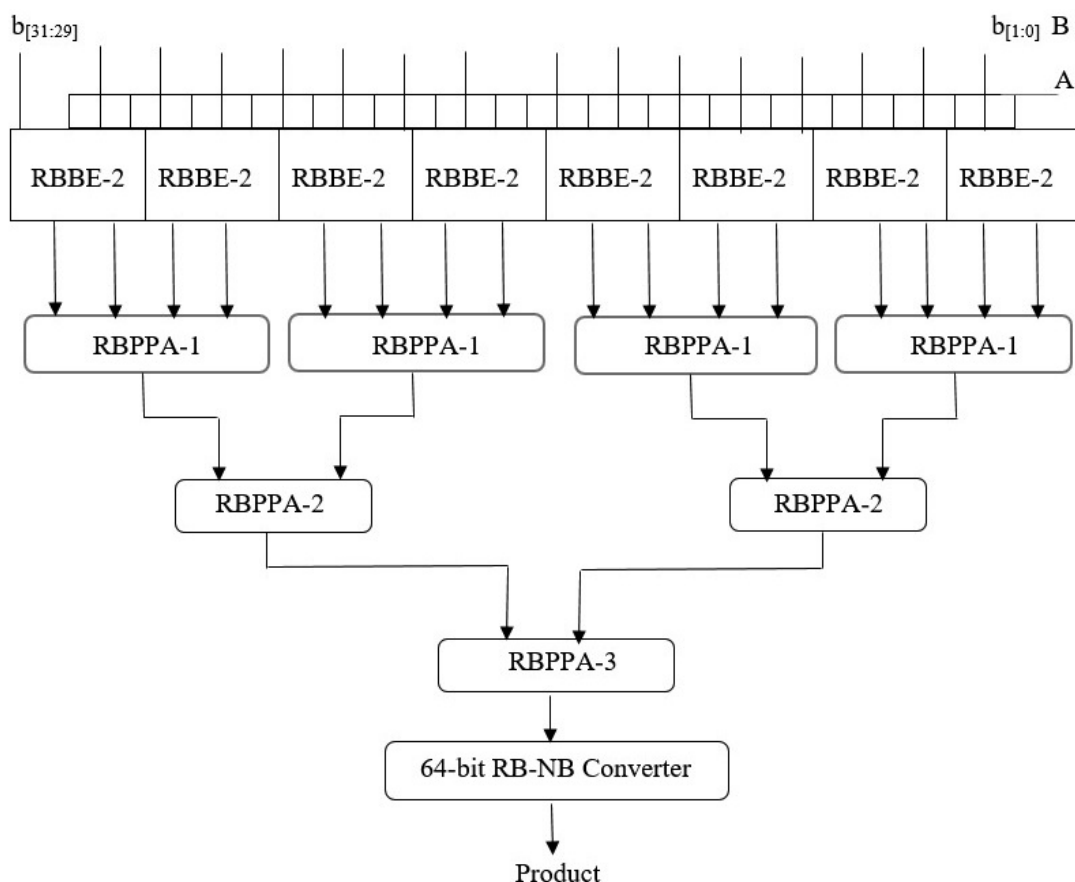 b[31:29] b[1:0] B
A
RBBE-2 RBBE-2 RBBE-2 RBBE-2 RBBE-2 RBBE-2 RBBE-2 RBBE-2
RBPPA-1 RBPPA-1 RBPPA-1 RBPPA-1
RBPPA-2 RBPPA-2
RBPPA-3
64-bit RB-NB Converter
Product